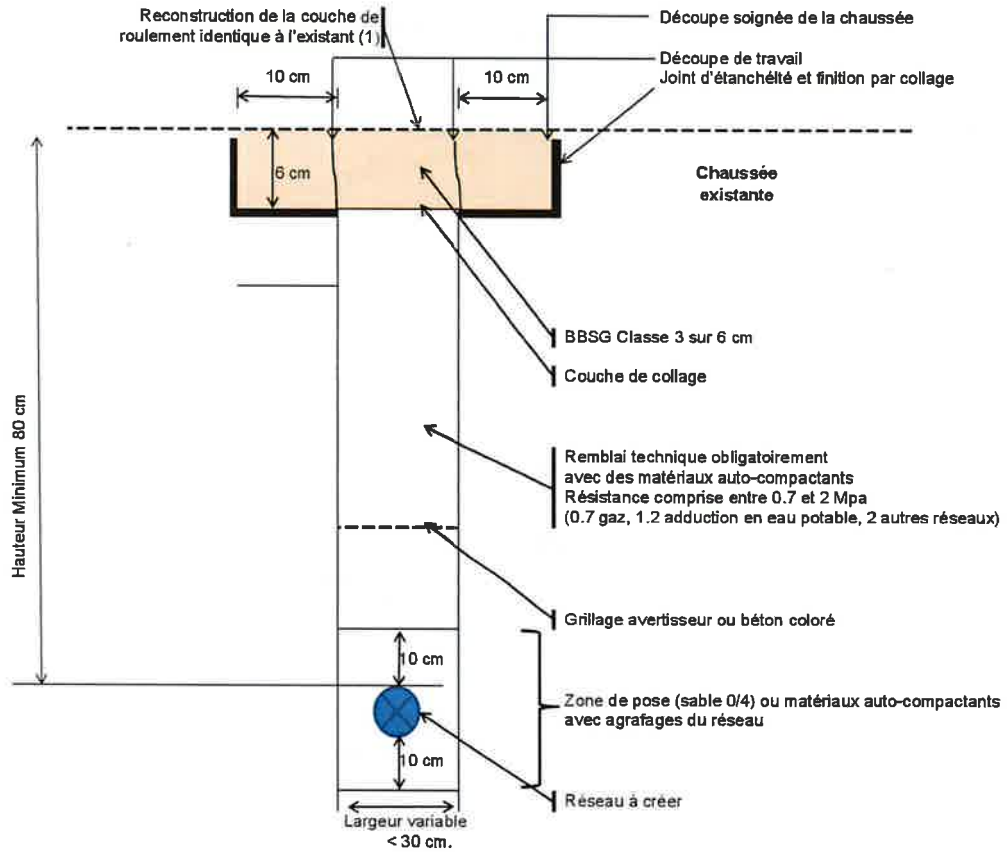 Reconstruction de la couche de
roulement identique à l'existant (1)
Découpe soignée de la chaussée
Découpe de travail
Joint d'étanchéité et finition par collage
10 cm
10 cm
6 cm
Chaussée
existante
BBSG Classe 3 sur 6 cm
Couche de collage
Hauteur Minimum 80 cm
Remblai technique obligatoirement
avec des matériaux auto-compactants
Résistance comprise entre 0.7 et 2 Mpa
(0.7 gaz, 1.2 adduction en eau potable, 2 autres réseaux)
Grillage avertisseur ou béton coloré
10 cm
Zone de pose (sable 0/4) ou matériaux auto-compactants
avec agrafages du réseau
10 cm
Réseau à créer
Largeur variable
< 30 cm.